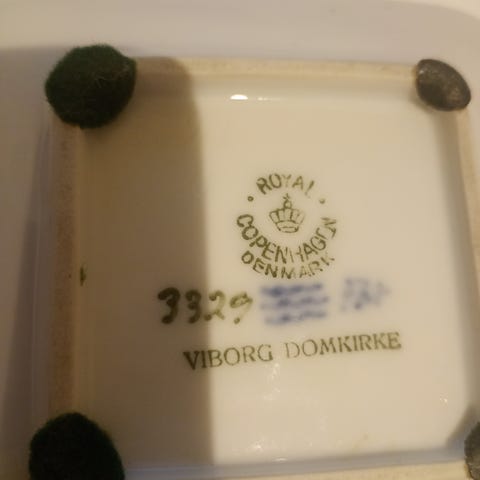 ROYAL
COPENHAGEN
DENMARK
3329
VIBORG DOMKIRKE